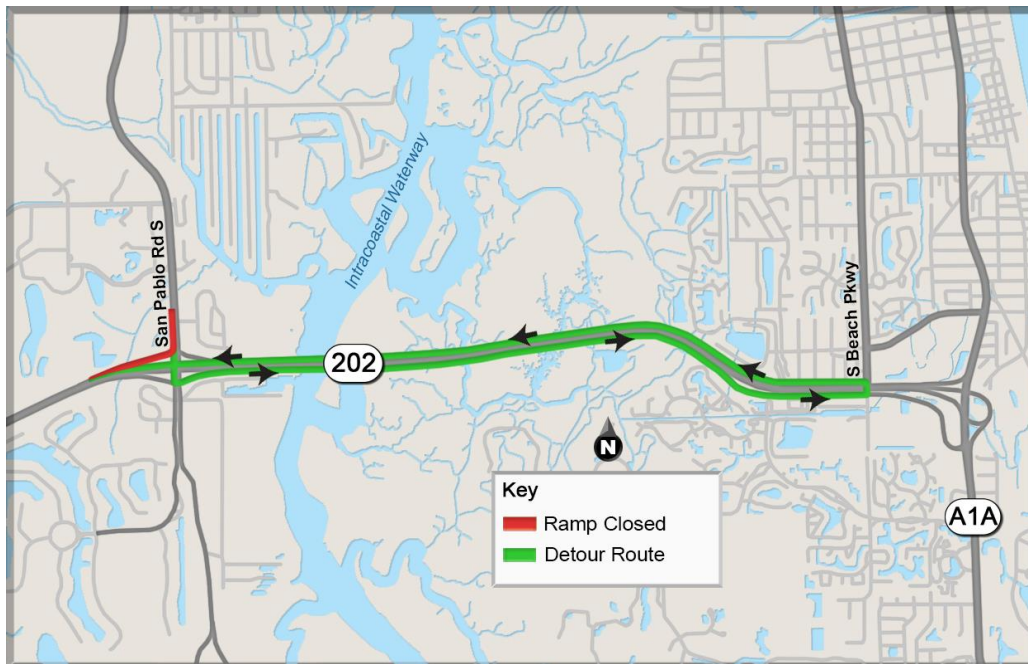 San Pablo Rd S
Intracoastal Waterway
S Beach Pkwy
202
N
Key
Ramp Closed
Detour Route
A1A